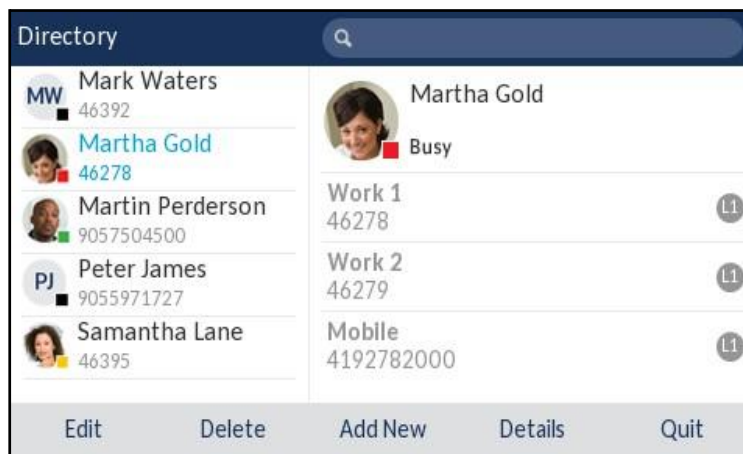 Directory
MW Mark Waters
46392
Martha Gold
46278
Martin Perderson
9057504500
PJ Peter James
9055971727
Samantha Lane
46395
Martha Gold
Busy
Work 1
46278 L1
Work 2
46279 L1
Mobile
4192782000 L1
Edit Delete Add New Details Quit